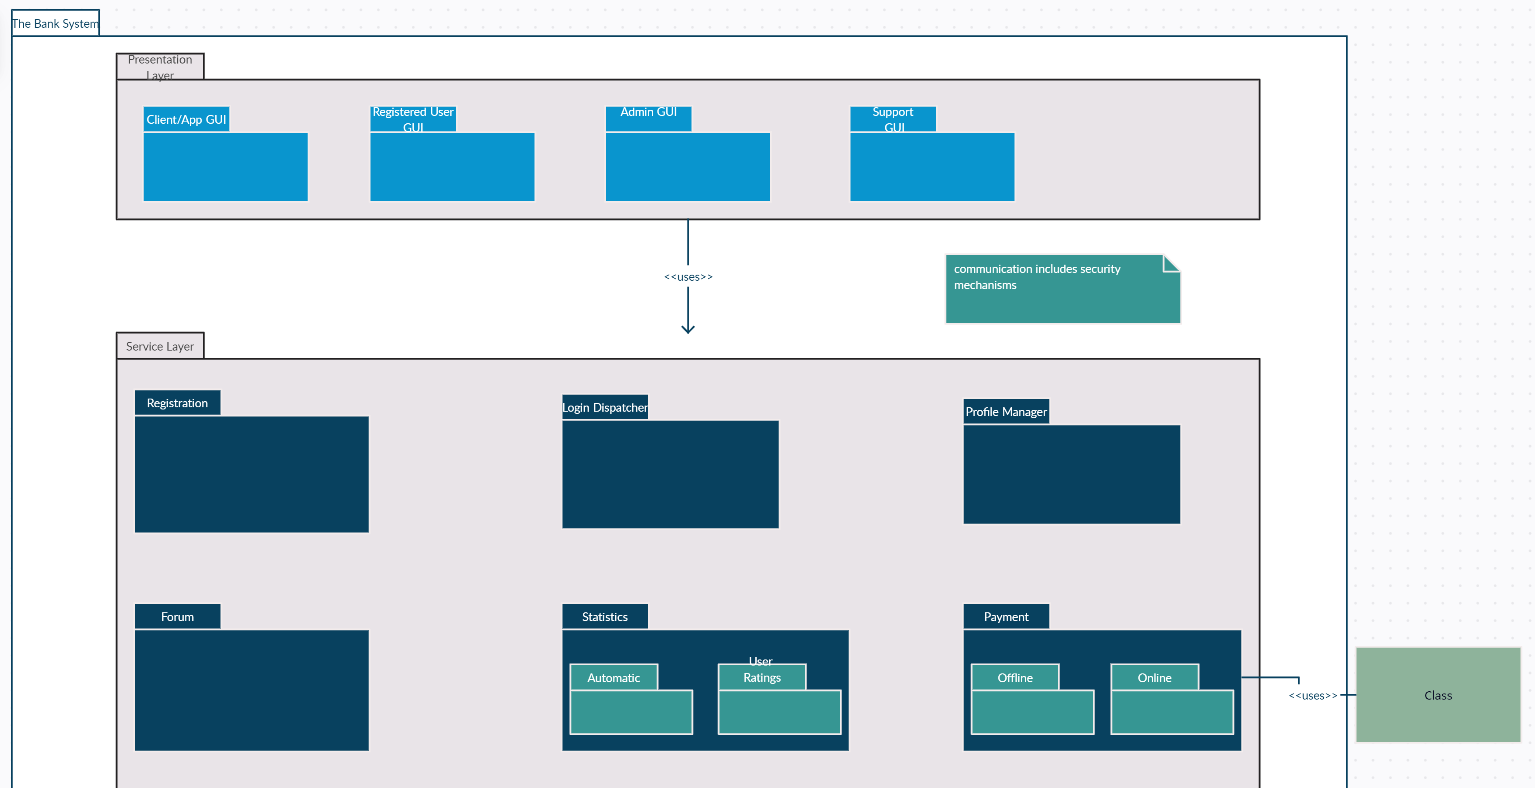 The Bank System
Presentation
Layer
Client/App GUI
Registered User
GUI
Admin GUI
Support
GUI
<<uses>>
communication includes security
mechanisms
Service Layer
Registration
Login Dispatcher
Profile Manager
Forum
Statistics
Payment
Automatic
User
Ratings
Offline
Online
<<uses>>
Class